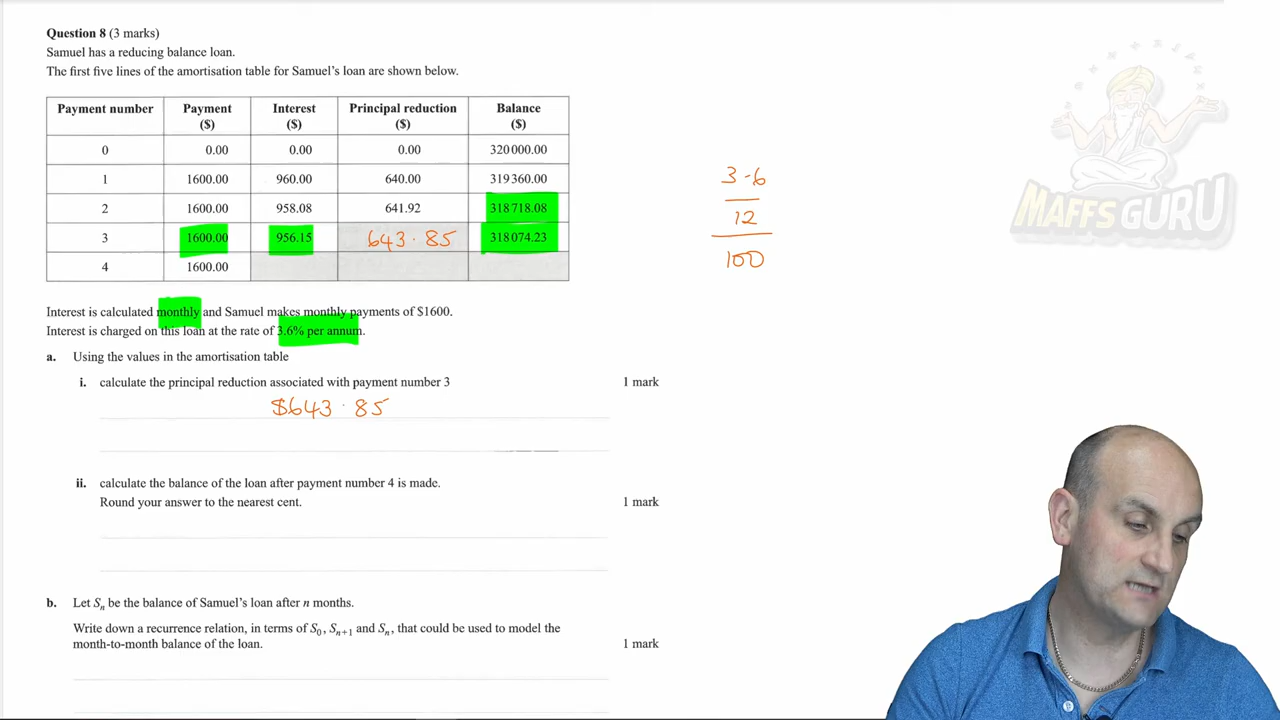 Question 8 (3 marks)
Samuel has a reducing balance loan.
The first five lines of the amortisation table for Samuel's loan are shown below.
Payment number Payment ($) Interest ($) Principal reduction ($) Balance ($)
0 0.00 0.00 0.00 320 000.00
1 1600.00 960.00 640.00 319 360.00
2 1600.00 958.08 641.92 318 718.08
3 1600.00 956.15 643.85 318 074.23
4 1600.00
Interest is calculated monthly and Samuel makes monthly payments of $1600.
Interest is charged on this loan at the rate of 3.6% per annum.
a. Using the values in the amortisation table
i. calculate the principal reduction associated with payment number 3 1 mark
$643.85
ii. calculate the balance of the loan after payment number 4 is made.
Round your answer to the nearest cent. 1 mark
b. Let Sn be the balance of Samuel's loan after n months.
Write down a recurrence relation, in terms of S0, Sn+1 and Sn, that could be used to model the
month-to-month balance of the loan. 1 mark
3.6
12
100
MAFFS GURU